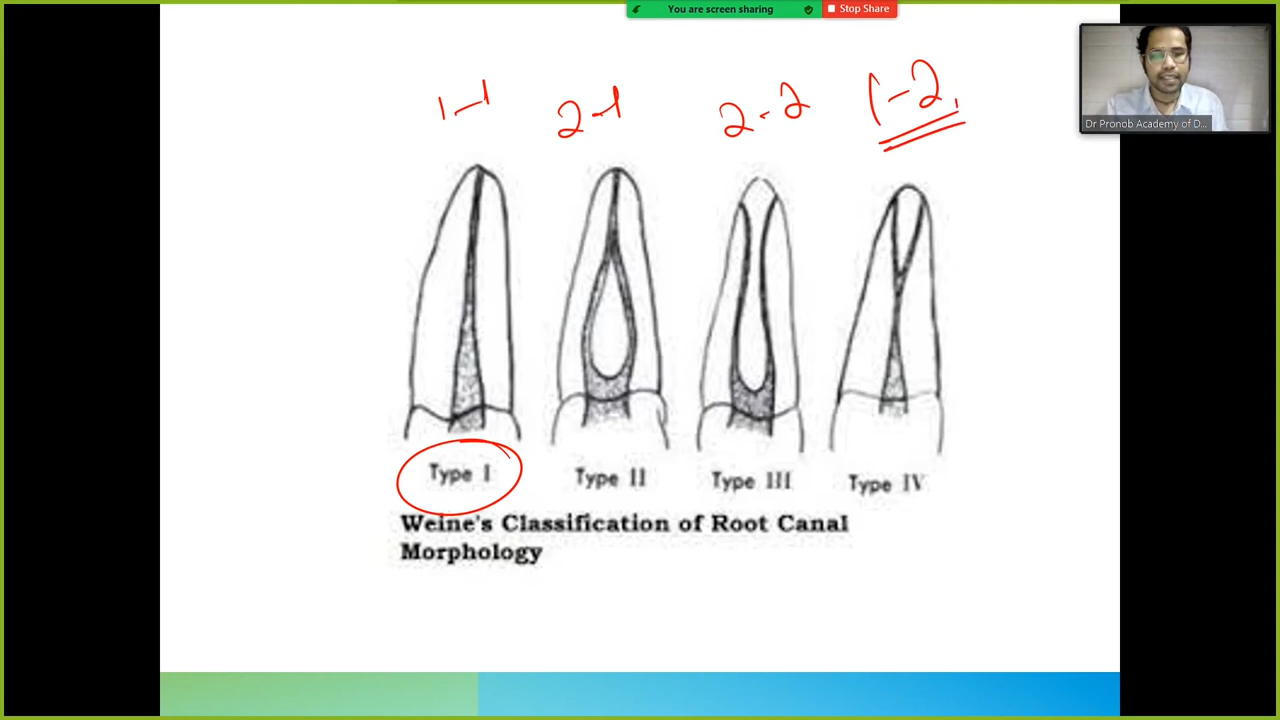 You are screen sharing Stop Share
1-1 2-1 2-2 1-2,
Dr Pronob Academy of D...
Type I Type II Type III Type IV
Weine's Classification of Root Canal
Morphology